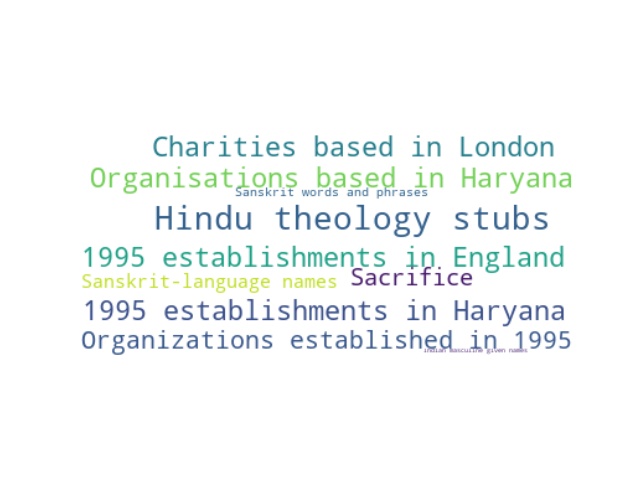 Charities based in London
Organisations based in Haryana
Sanskrit words and phrases
Hindu theology stubs
1995 establishments in England
Sanskrit-language names
Sacrifice
1995 establishments in Haryana
Organizations established in 1995
Indian masculine given names